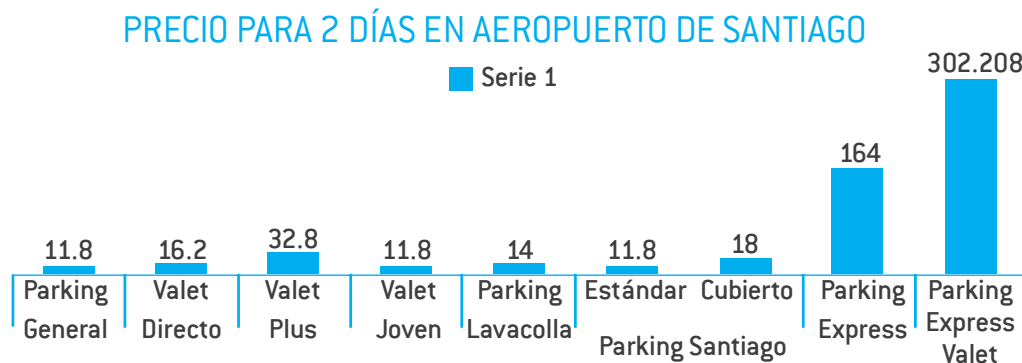 PRECIO PARA 2 DÍAS EN AEROPUERTO DE SANTIAGO
Serie 1
11.8
16.2
32.8
11.8
14
11.8
18
164
302.208
Parking
General
Valet
Directo
Valet
Plus
Valet
Joven
Parking
Lavacolla
Estándar
Cubierto
Parking Santiago
Parking
Express
Parking
Express
Valet